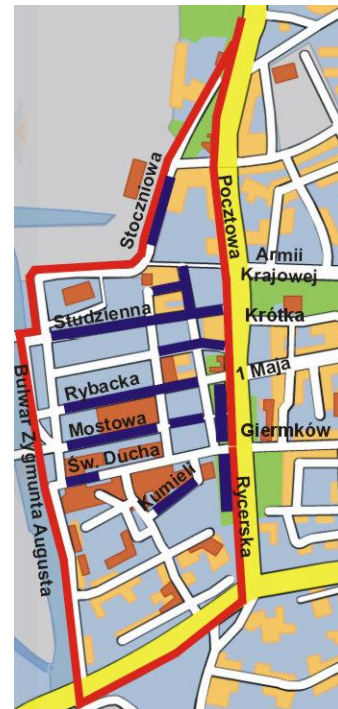 Stoczniowa
Pocztowa
Armii
Krajowej
Studzienna
Krótka
1 Maja
Rybacka
Bulwar Zygmunta Augusta
Mostowa
Giermków
Św. Ducha
Kumieli
Rycerska